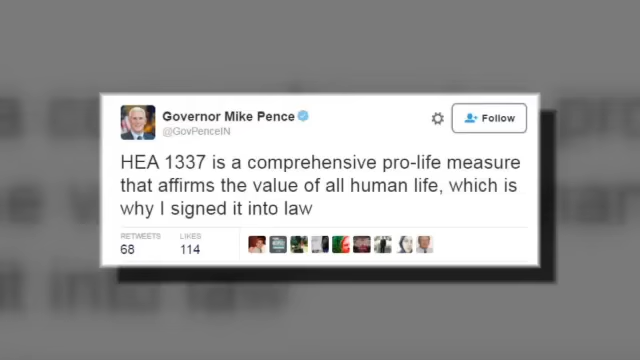 Governor Mike Pence
@GovPenceIN
Follow
HEA 1337 is a comprehensive pro-life measure
that affirms the value of all human life, which is
why I signed it into law
RETWEETS
68
LIKES
114